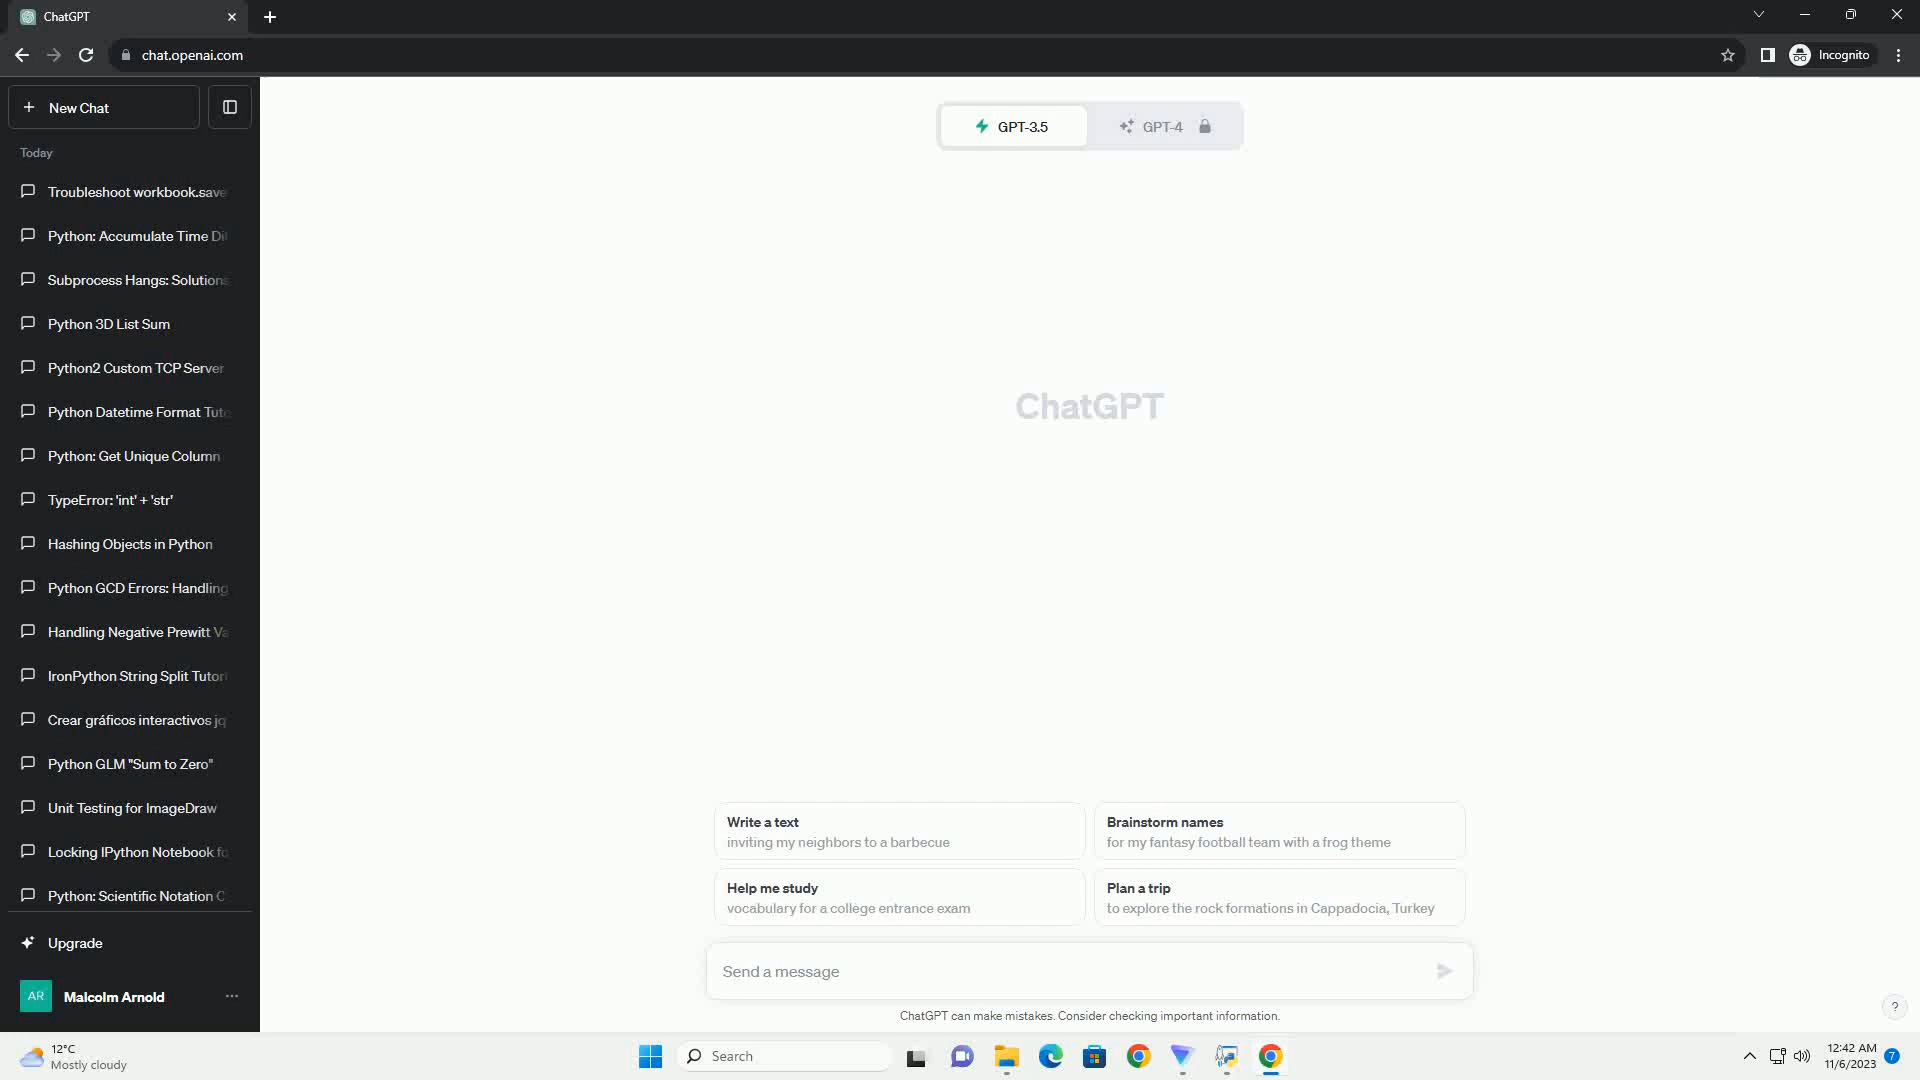 ChatGPT
chat.openai.com
Incognito
New Chat
Today
Troubleshoot workbook.save
Python: Accumulate Time Di
Subprocess Hangs: Solutions
Python 3D List Sum
Python2 Custom TCP Server
Python Datetime Format Tuto
Python: Get Unique Column
TypeError: 'int' + 'str'
Hashing Objects in Python
Python GCD Errors: Handling
Handling Negative Prewitt Va
IronPython String Split Tutori
Crear gráficos interactivos jq
Python GLM "Sum to Zero"
Unit Testing for ImageDraw
Locking IPython Notebook fo
Python: Scientific Notation C
Upgrade
AR
Malcolm Arnold
GPT-3.5
GPT-4
ChatGPT
Write a text
inviting my neighbors to a barbecue
Brainstorm names
for my fantasy football team with a frog theme
Help me study
vocabulary for a college entrance exam
Plan a trip
to explore the rock formations in Cappadocia, Turkey
Send a message
ChatGPT can make mistakes. Consider checking important information.
?
12°C
Mostly cloudy
Search
12:42 AM
11/6/2023
7